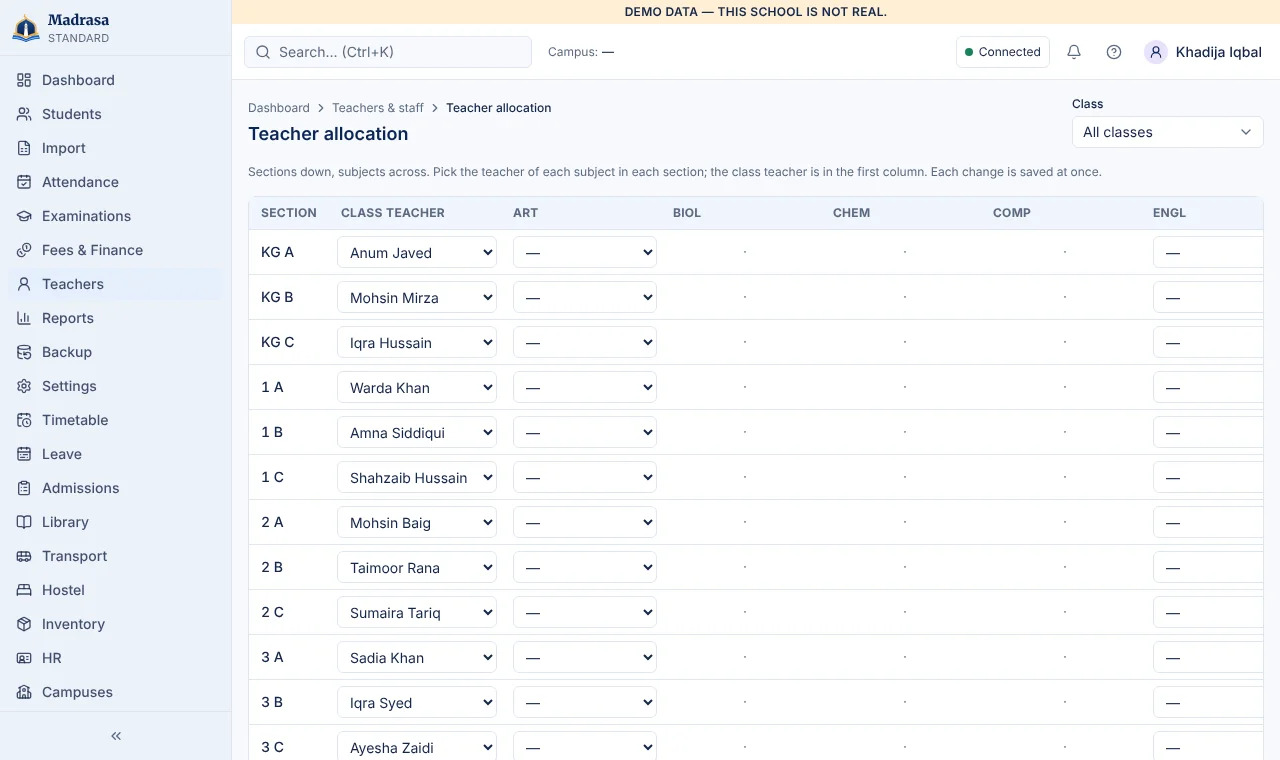 DEMO DATA — THIS SCHOOL IS NOT REAL.
Madrasa
STANDARD
Search... (Ctrl+K)
Campus: —
Connected
Khadija Iqbal
Dashboard
Students
Import
Attendance
Examinations
Fees & Finance
Teachers
Reports
Backup
Settings
Timetable
Leave
Admissions
Library
Transport
Hostel
Inventory
HR
Campuses
«
Dashboard > Teachers & staff > Teacher allocation
Teacher allocation
Class
All classes
Sections down, subjects across. Pick the teacher of each subject in each section; the class teacher is in the first column. Each change is saved at once.
SECTION CLASS TEACHER ART BIOL CHEM COMP ENGL
KG A Anum Javed — · · · —
KG B Mohsin Mirza — · · · —
KG C Iqra Hussain — · · · —
1 A Warda Khan — · · · —
1 B Amna Siddiqui — · · · —
1 C Shahzaib Hussain — · · · —
2 A Mohsin Baig — · · · —
2 B Taimoor Rana — · · · —
2 C Sumaira Tariq — · · · —
3 A Sadia Khan — · · · —
3 B Iqra Syed — · · · —
3 C Ayesha Zaidi — · · · —